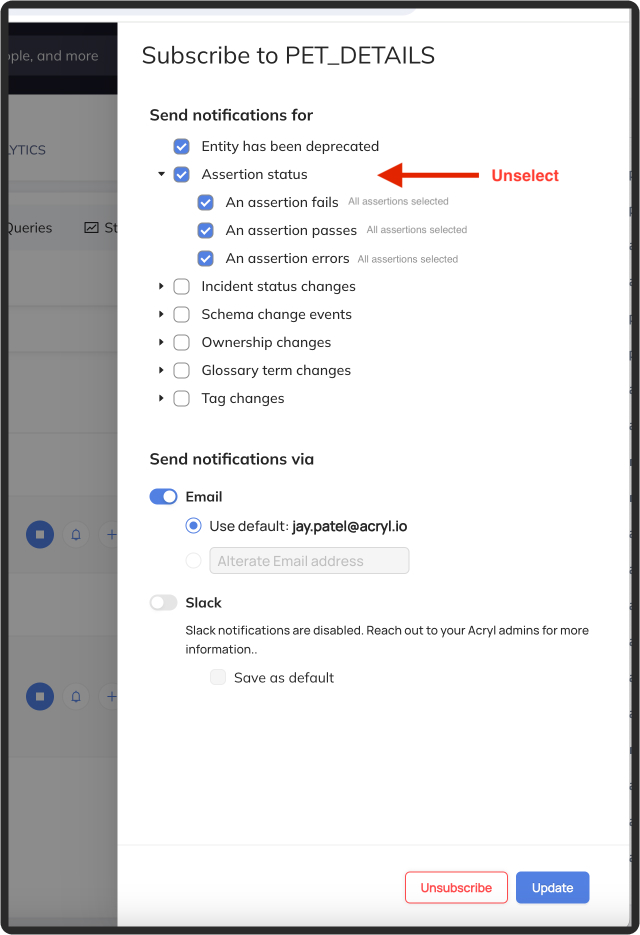 Subscribe to PET_DETAILS
ople, and more
Send notifications for
Entity has been deprecated
LYTICS
Assertion status
Unselect
An assertion fails All assertions selected
Queries
St
An assertion passes All assertions selected
An assertion errors All assertions selected
Incident status changes
Schema change events
Ownership changes
Glossary term changes
Tag changes
Send notifications via
Email
Use default: jay.patel@acryl.io
Alterate Email address
Slack
Slack notifications are disabled. Reach out to your Acryl admins for more
information..
Save as default
Unsubscribe
Update